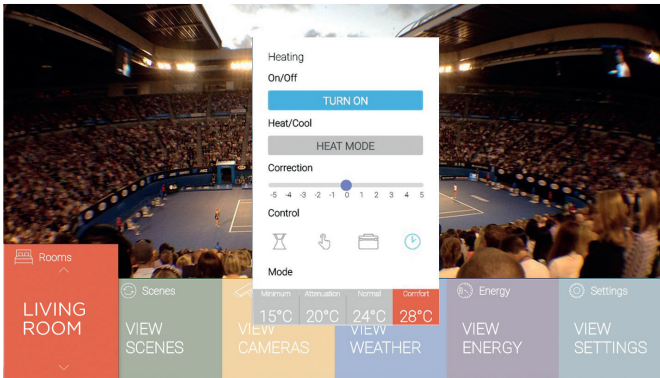 Heating
On/Off
TURN ON
Heat/Cool
HEAT MODE
Correction
-5 -4 -3 -2 -1 0 1 2 3 4 5
Control
Mode
Minimum Attenuation Normal Comfort
15°C 20°C 24°C 28°C
Rooms
LIVING
ROOM
Scenes
VIEW
SCENES
VIEW
CAMERAS
VIEW
WEATHER
Energy
VIEW
ENERGY
Settings
VIEW
SETTINGS